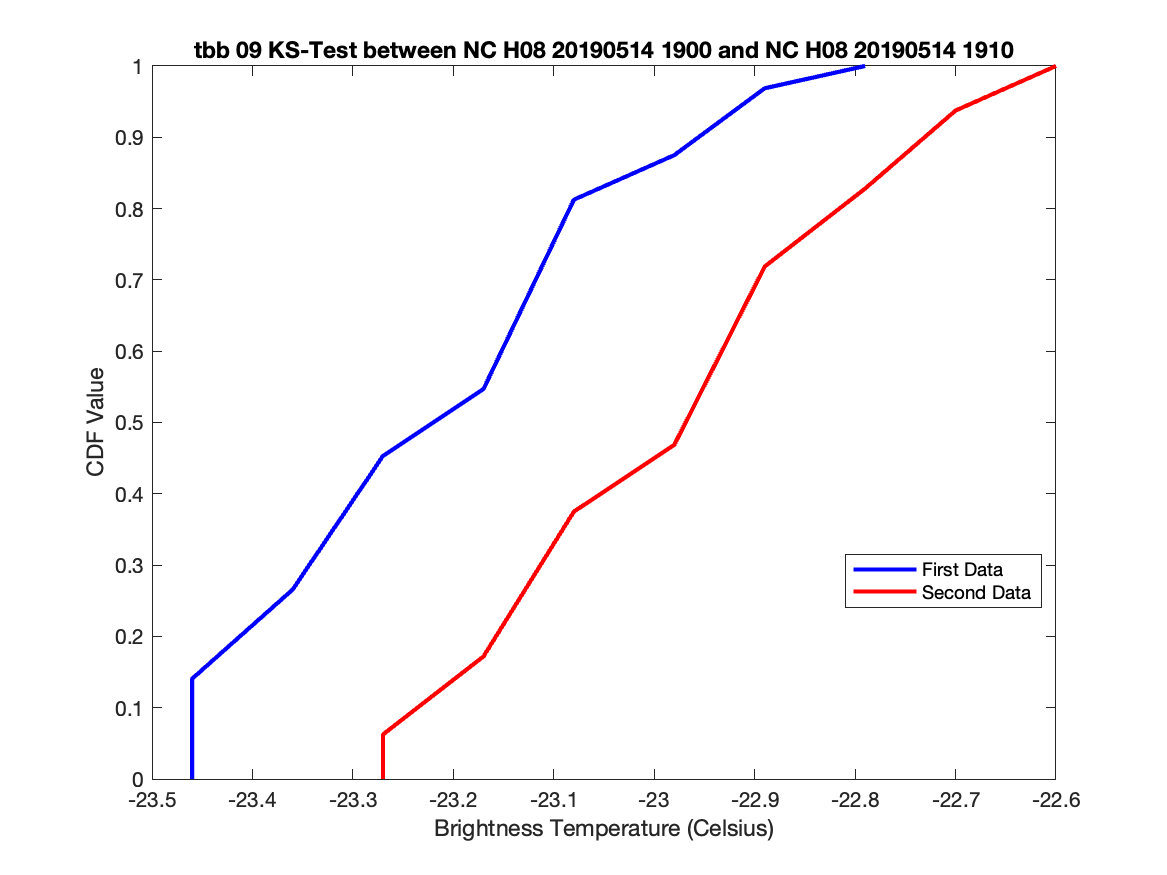 tbb 09 KS-Test between NC H08 20190514 1900 and NC H08 20190514 1910
1
0.9
0.8
0.7
0.6
0.5
0.4
0.3
0.2
0.1
0
CDF Value
First Data
Second Data
-23.5 -23.4 -23.3 -23.2 -23.1 -23 -22.9 -22.8 -22.7 -22.6
Brightness Temperature (Celsius)